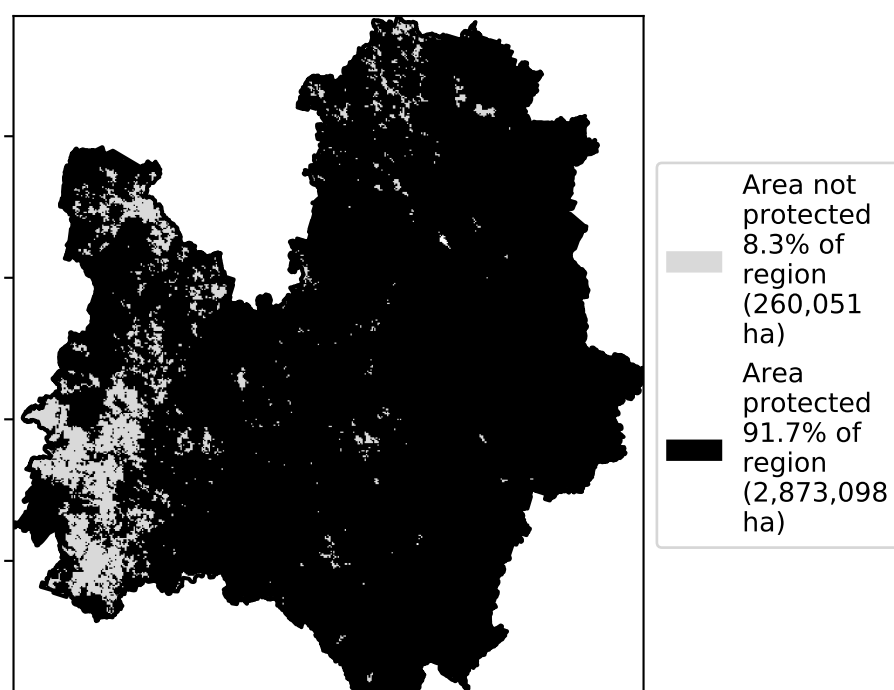 Area not
protected
8.3% of
region
(260,051
ha)
Area
protected
91.7% of
region
(2,873,098
ha)